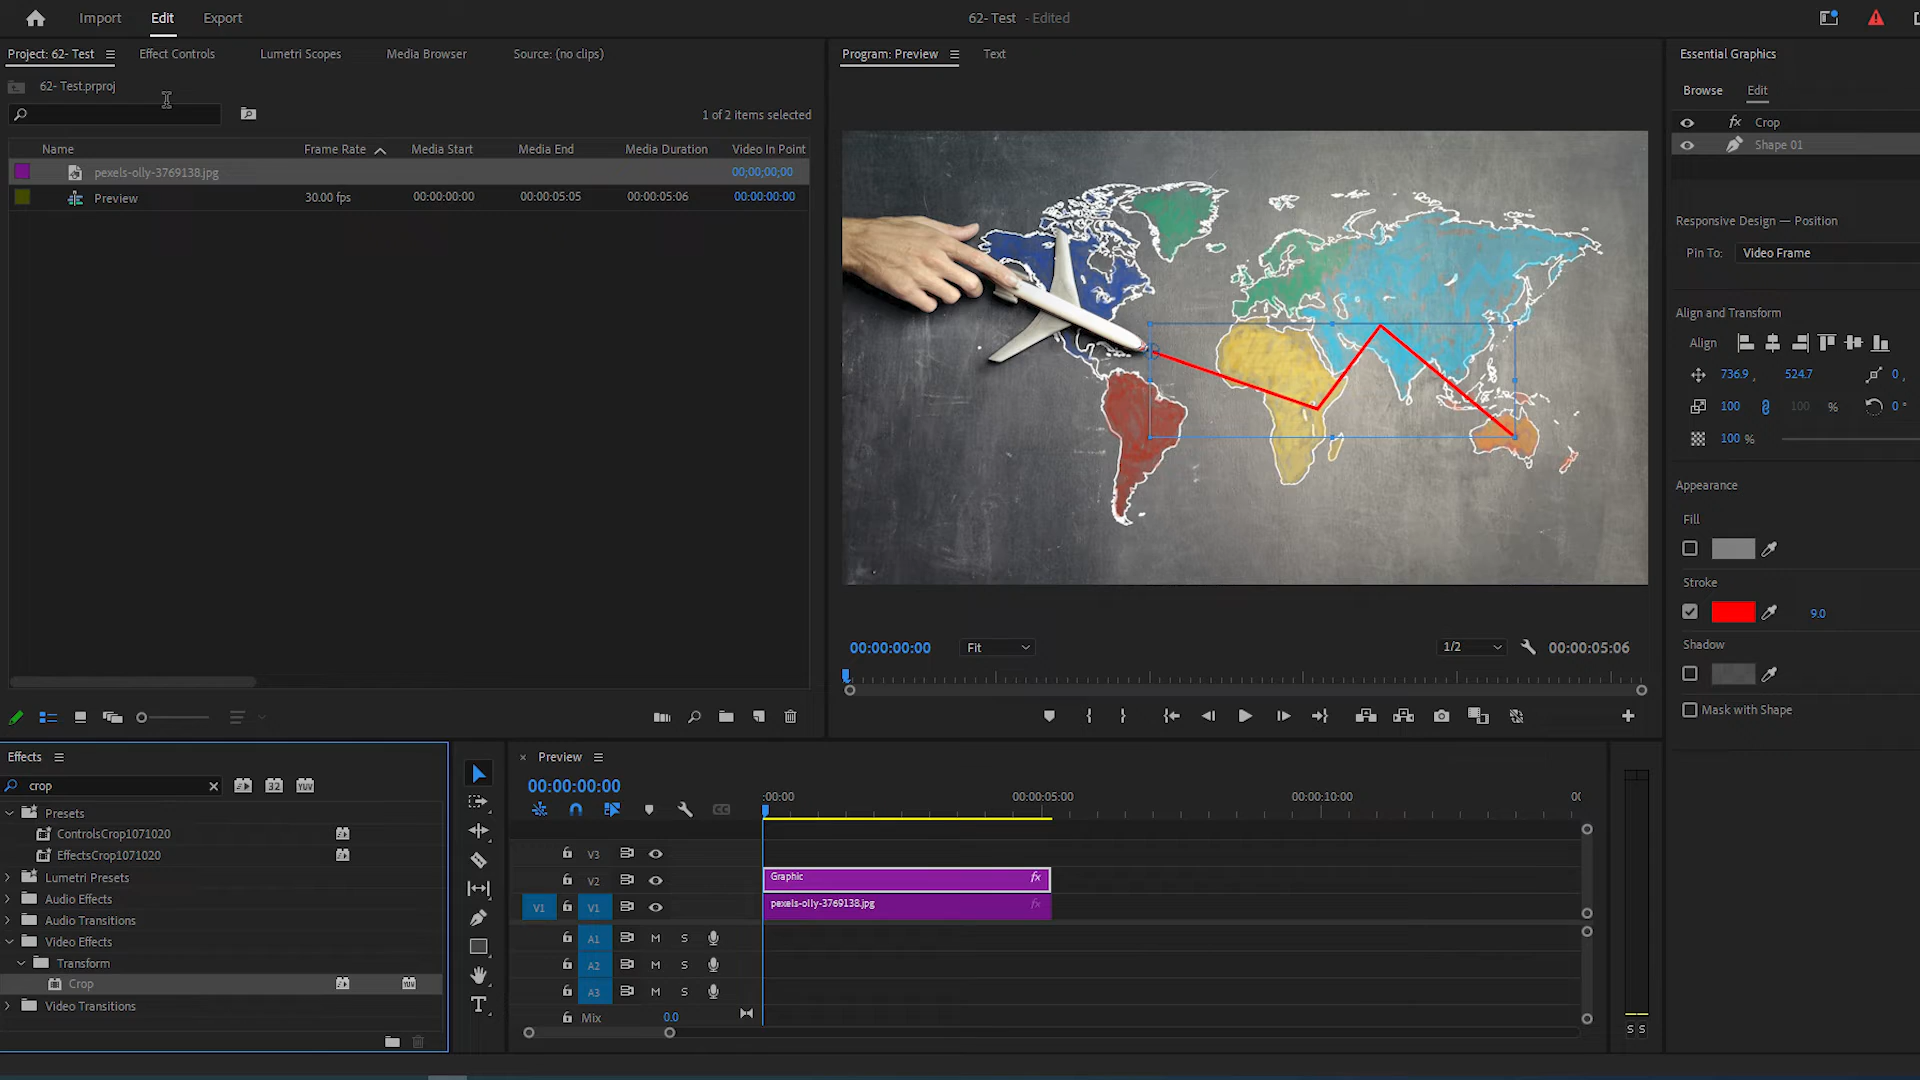 Import
Edit
Export
62- Test - Edited
Project: 62- Test
Effect Controls
Lumetri Scopes
Media Browser
Source: (no clips)
62- Test.prproj
1 of 2 items selected
Name
Frame Rate
Media Start
Media End
Media Duration
Video In Point
pexels-olly-3769138.jpg
00;00;00;00
Preview
30.00 fps
00:00:00:00
00:00:05:05
00:00:05:06
00:00:00:00
Program: Preview
Text
00:00:00:00
Fit
1/2
00:00:05:06
Essential Graphics
Browse
Edit
fx Crop
Shape 01
Responsive Design — Position
Pin To: Video Frame
Align and Transform
Align
736.9 , 524.7 0 ,
100 100 % 0 °
100 %
Appearance
Fill
Stroke
9.0
Shadow
Mask with Shape
Effects
crop
32
YUV
Presets
ControlsCrop1071020
EffectsCrop1071020
Lumetri Presets
Audio Effects
Audio Transitions
Video Effects
Transform
Crop
Video Transitions
T
× Preview
00:00:00:00
CC
:00:00
00:00:05:00
00:00:10:00
00
V3
V2
Graphic fx
V1
V1
pexels-olly-3769138.jpg fx
A1 M S
A2 M S
A3 M S
Mix 0.0
S S